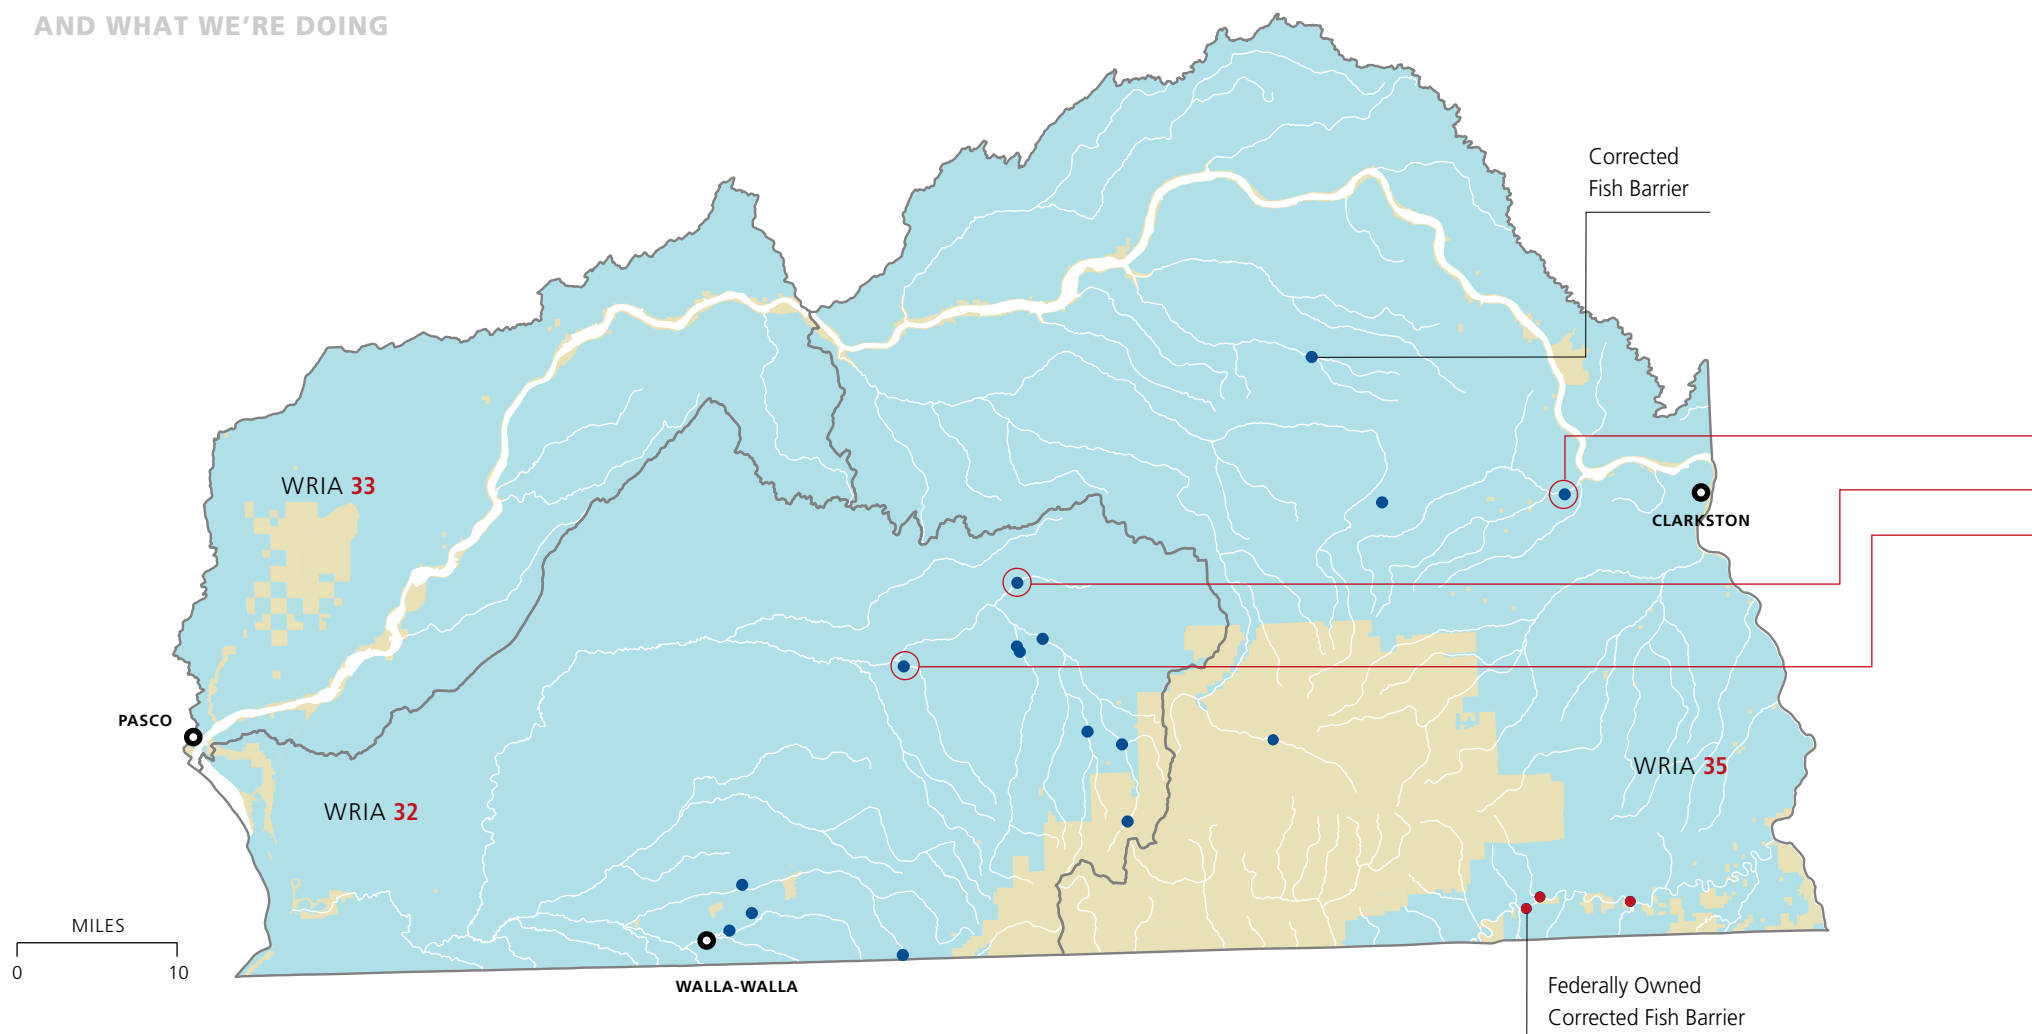 AND WHAT WE'RE DOING
Corrected
Fish Barrier
WRIA 33
CLARKSTON
PASCO
WRIA 35
WRIA 32
MILES
0 10
WALLA-WALLA
Federally Owned
Corrected Fish Barrier